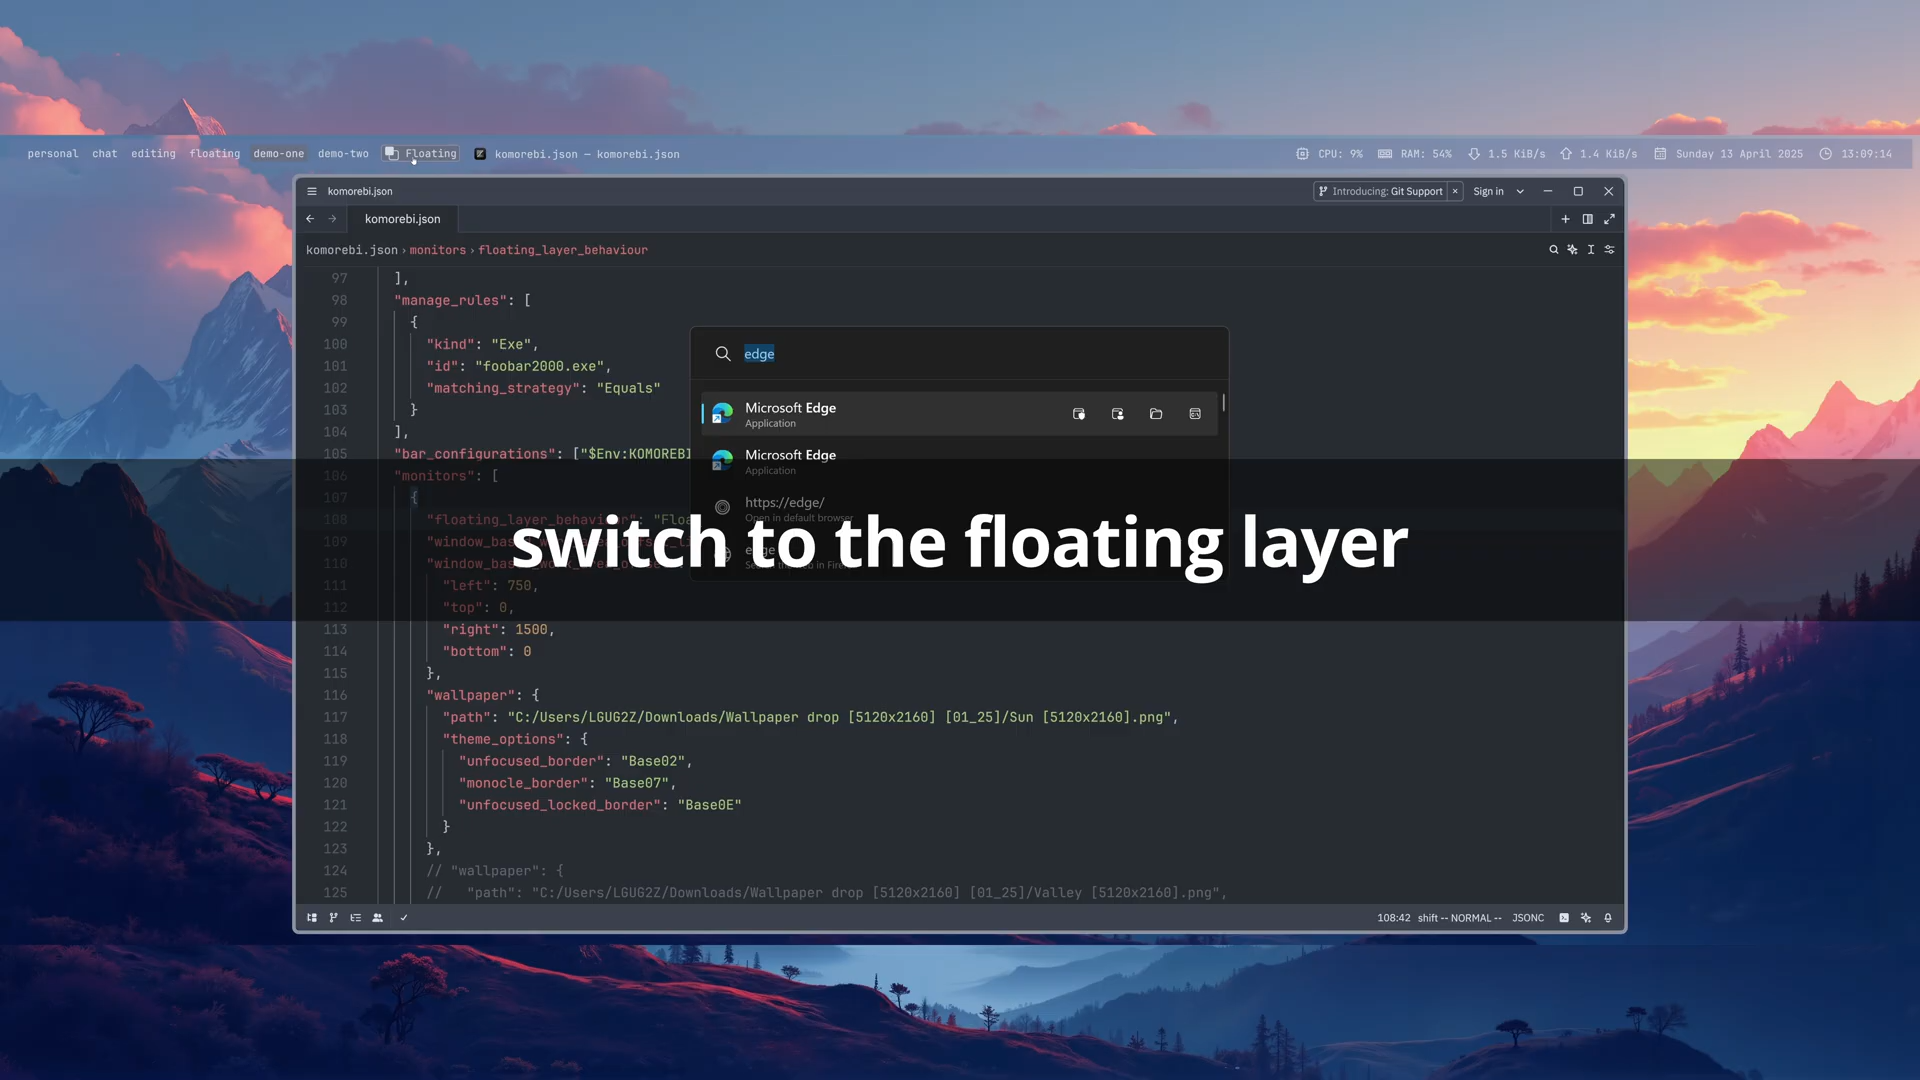 personal chat editing floating demo-one demo-two Floating komorebi.json — komorebi.json CPU: 9% RAM: 54% 1.5 KiB/s 1.4 KiB/s Sunday 13 April 2025 13:09:14
komorebi.json Introducing: Git Support × Sign in
komorebi.json
komorebi.json › monitors › floating_layer_behaviour
97 ],
98 "manage_rules": [
99 {
100 "kind": "Exe",
101 "id": "foobar2000.exe",
102 "matching_strategy": "Equals"
103 }
104 ],
105 "bar_configurations": ["$Env:KOMOREBI
106 "monitors": [
107 {
108 "floating_layer_behaviour": "Floa
109
110
111 "left": 750,
112 "top": 0,
113 "right": 1500,
114 "bottom": 0
115 },
116 "wallpaper": {
117 "path": "C:/Users/LGUG2Z/Downloads/Wallpaper drop [5120x2160] [01_25]/Sun [5120x2160].png",
118 "theme_options": {
119 "unfocused_border": "Base02",
120 "monocle_border": "Base07",
121 "unfocused_locked_border": "Base0E"
122 }
123 },
124 // "wallpaper": {
125 // "path": "C:/Users/LGUG2Z/Downloads/Wallpaper drop [5120x2160] [01_25]/Valley [5120x2160].png",
edge
Microsoft Edge
Application
Microsoft Edge
Application
https://edge/
Open in default browser
edge
switch to the floating layer
108:42 shift -- NORMAL -- JSONC